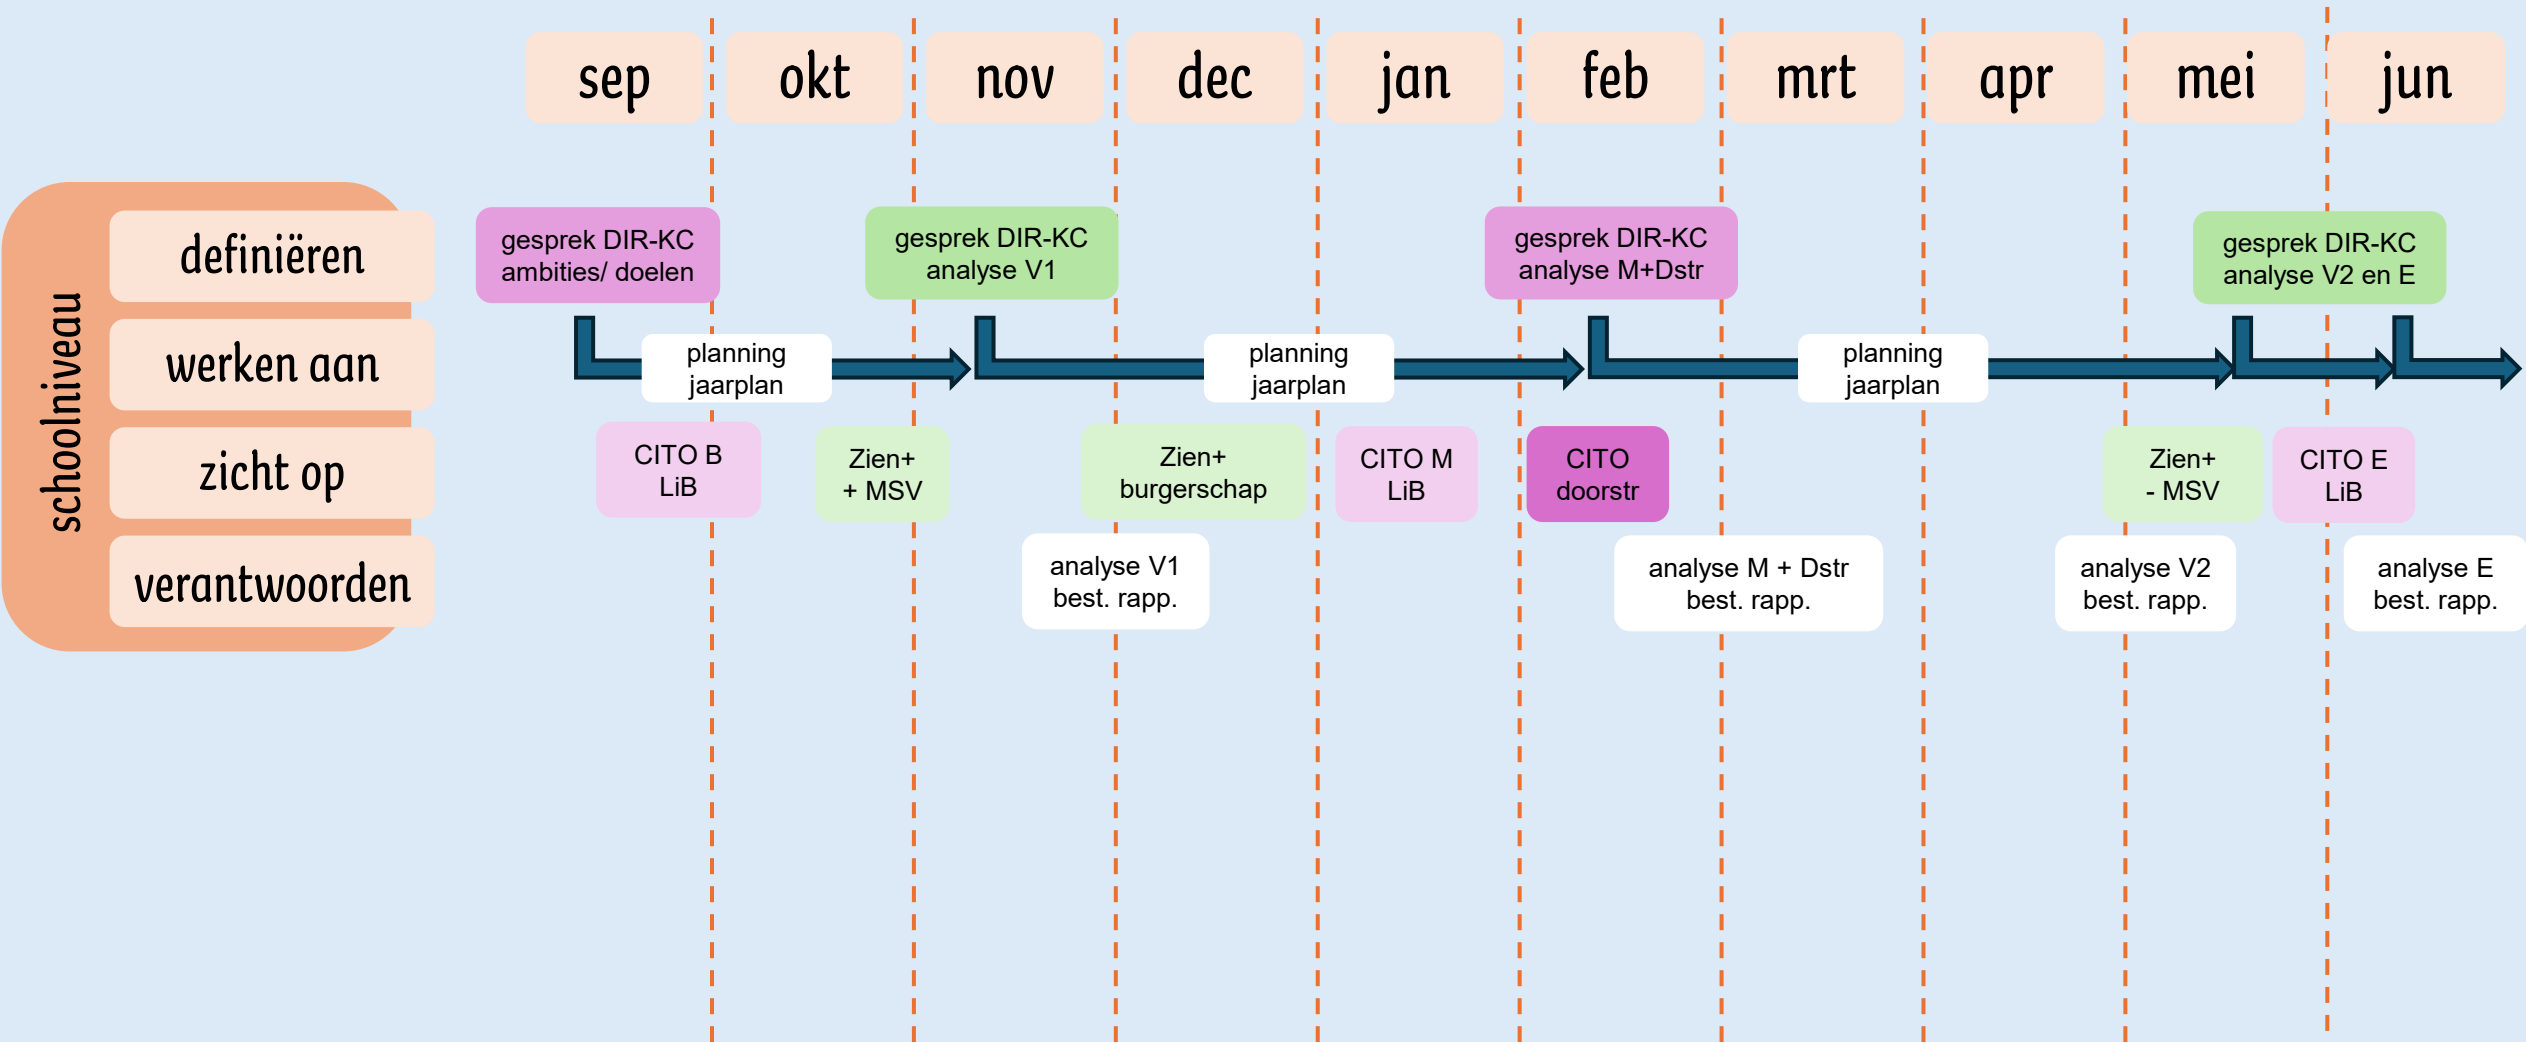 sep
okt
nov
dec
jan
feb
mrt
apr
mei
jun
schoolniveau
definiëren
gesprek DIR-KC
ambities/ doelen
gesprek DIR-KC
analyse V1
gesprek DIR-KC
analyse M+Dstr
gesprek DIR-KC
analyse V2 en E
werken aan
planning
jaarplan
planning
jaarplan
planning
jaarplan
zicht op
CITO B
LiB
Zien+
+ MSV
Zien+
burgerschap
CITO M
LiB
CITO
doorstr
Zien+
- MSV
CITO E
LiB
verantwoorden
analyse V1
best. rapp.
analyse M + Dstr
best. rapp.
analyse V2
best. rapp.
analyse E
best. rapp.